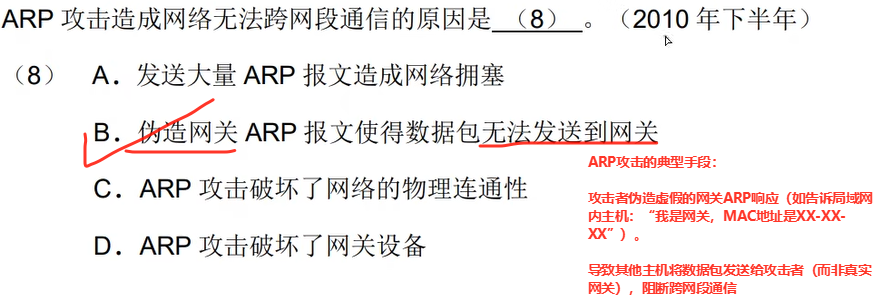 ARP 攻击造成网络无法跨网段通信的原因是 （8） 。（2010 年下半年）
（8） A．发送大量 ARP 报文造成网络拥塞
B．伪造网关 ARP 报文使得数据包无法发送到网关
C．ARP 攻击破坏了网络的物理连通性
D．ARP 攻击破坏了网关设备
ARP攻击的典型手段：
攻击者伪造虚假的网关ARP响应（如告诉局域网
内主机：“我是网关，MAC地址是XX-XX-
XX”）。
导致其他主机将数据包发送给攻击者（而非真实
网关），阻断跨网段通信